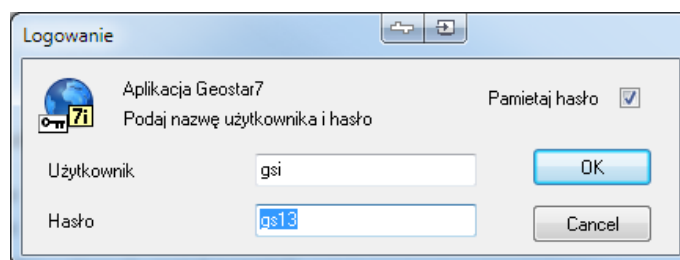 Logowanie
Aplikacja Geostar7
Pamietaj hasło
7i
Podaj nazwę użytkownika i hasło
Użytkownik gsi OK
Hasło gs13 Cancel